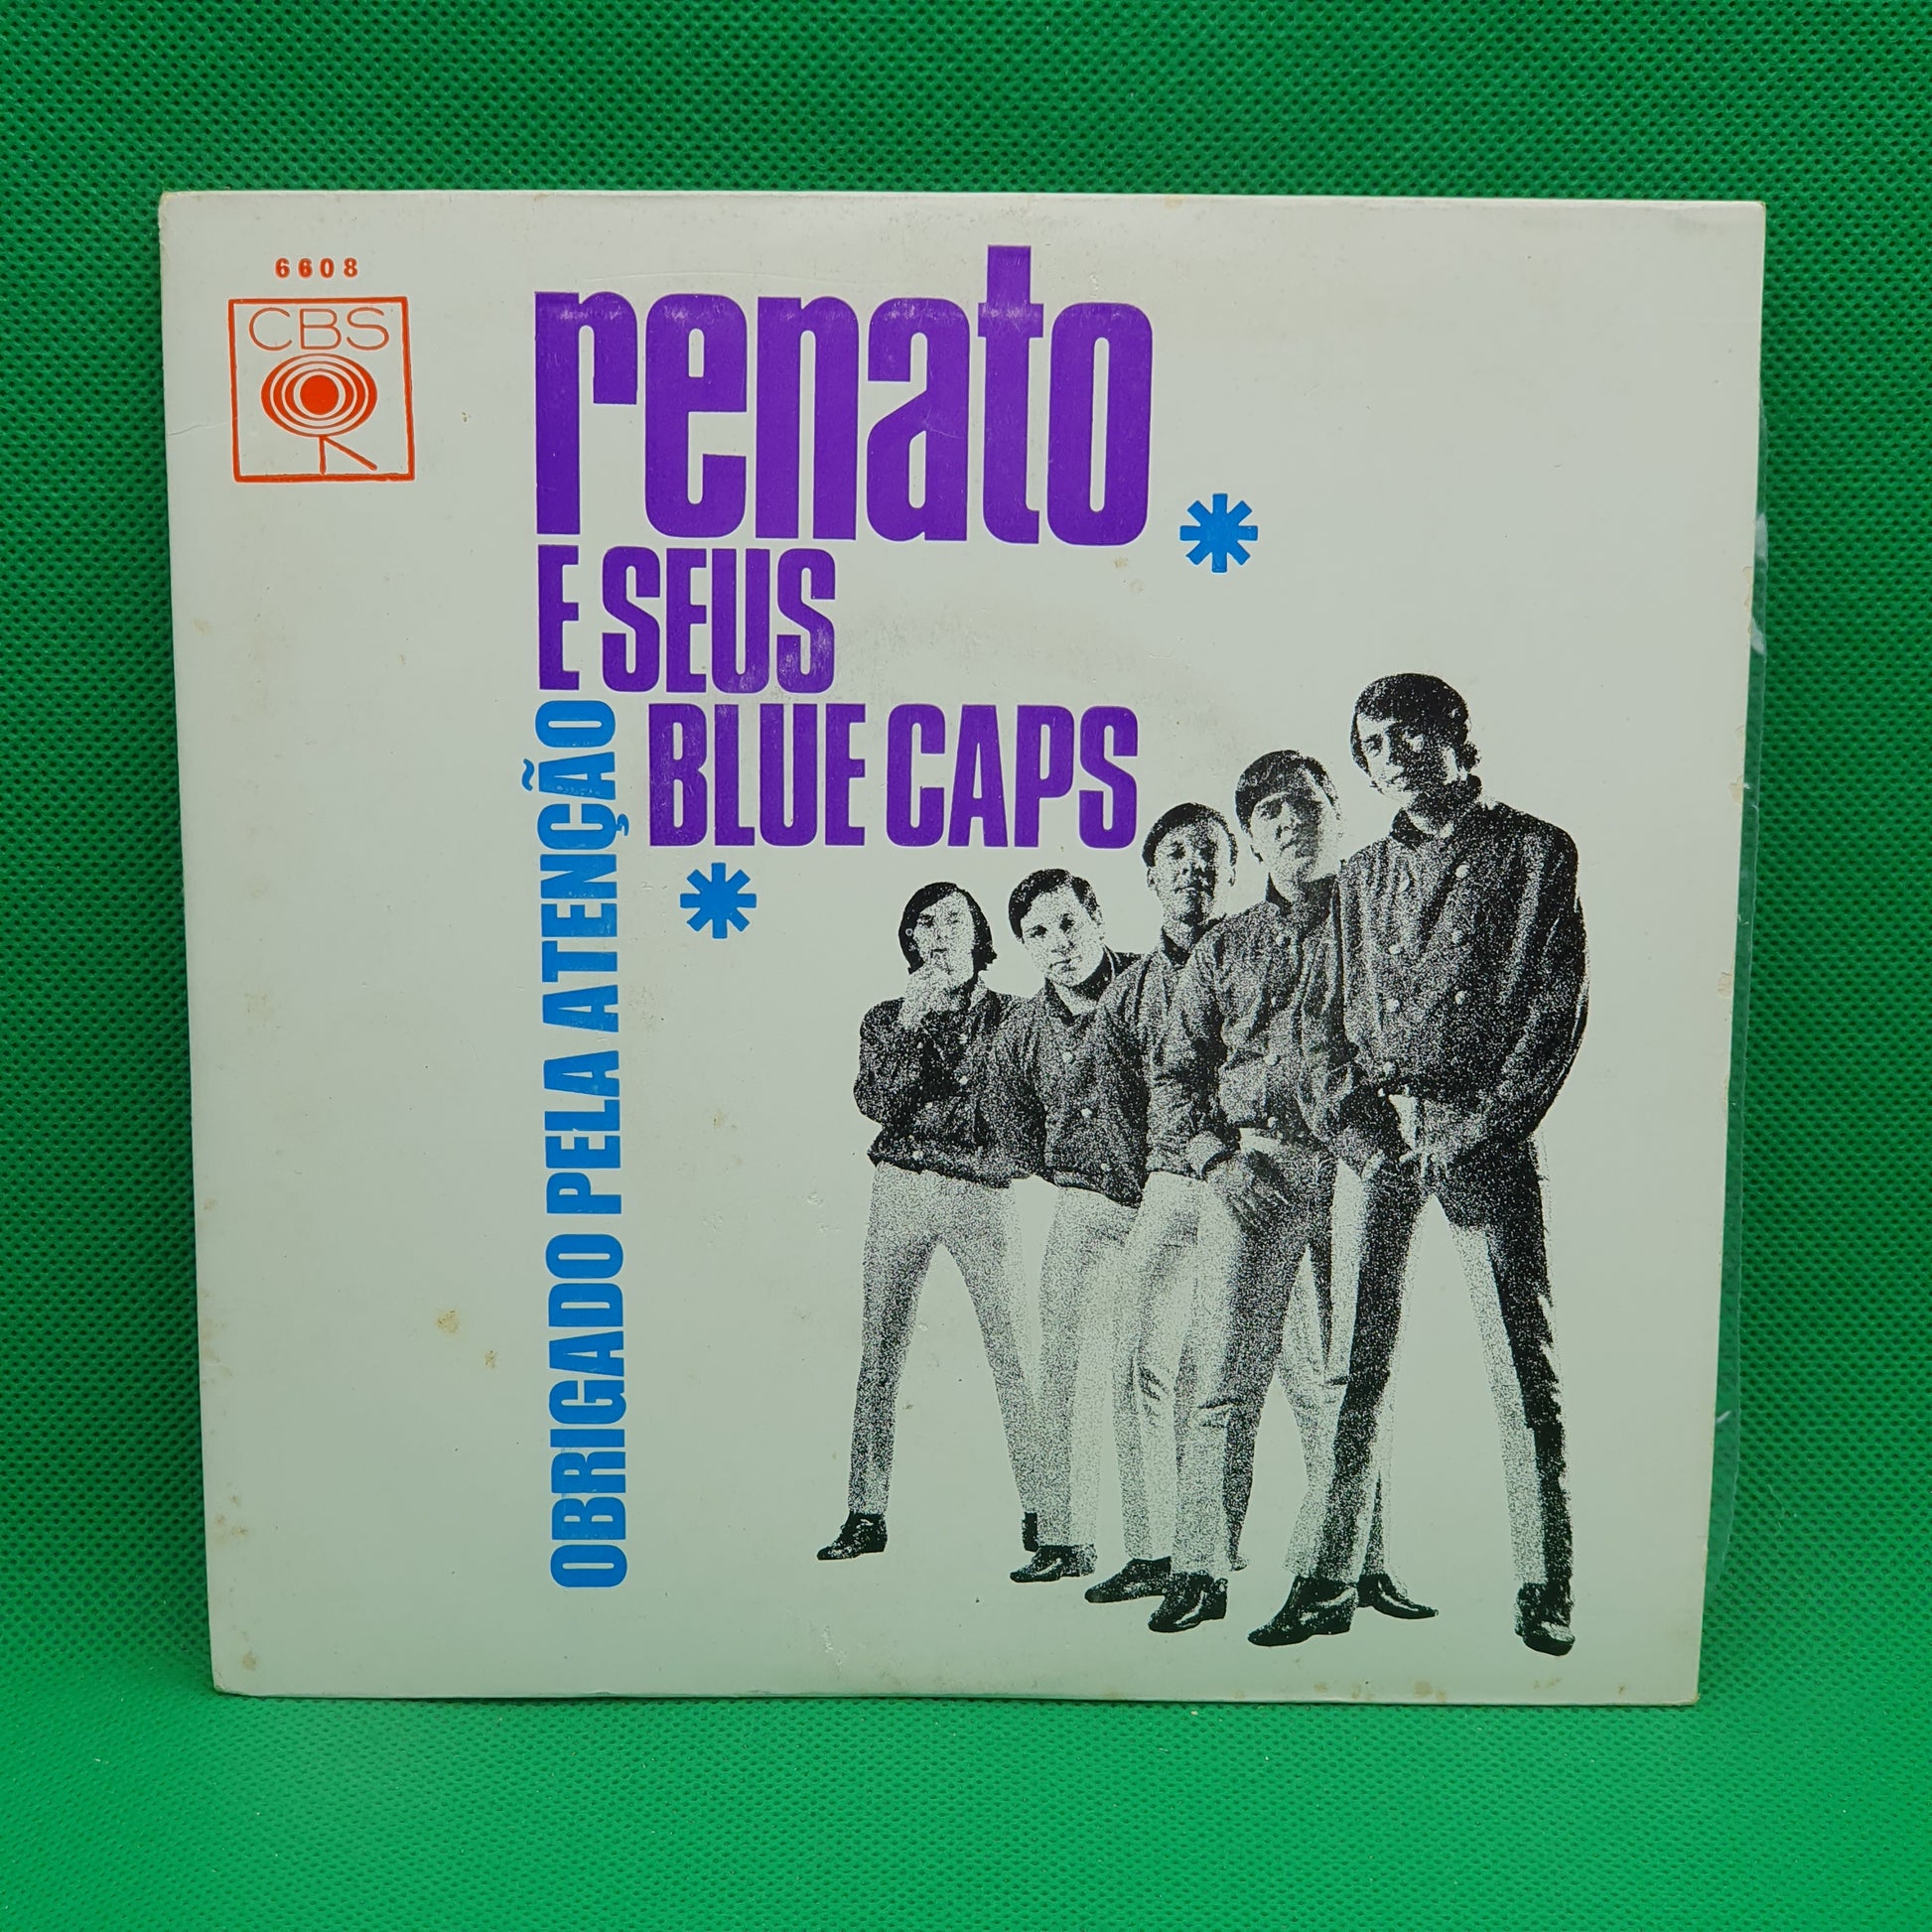 6608
CBS
renato
E SEUS
BLUE CAPS
OBRIGADO PELA ATENÇÃO